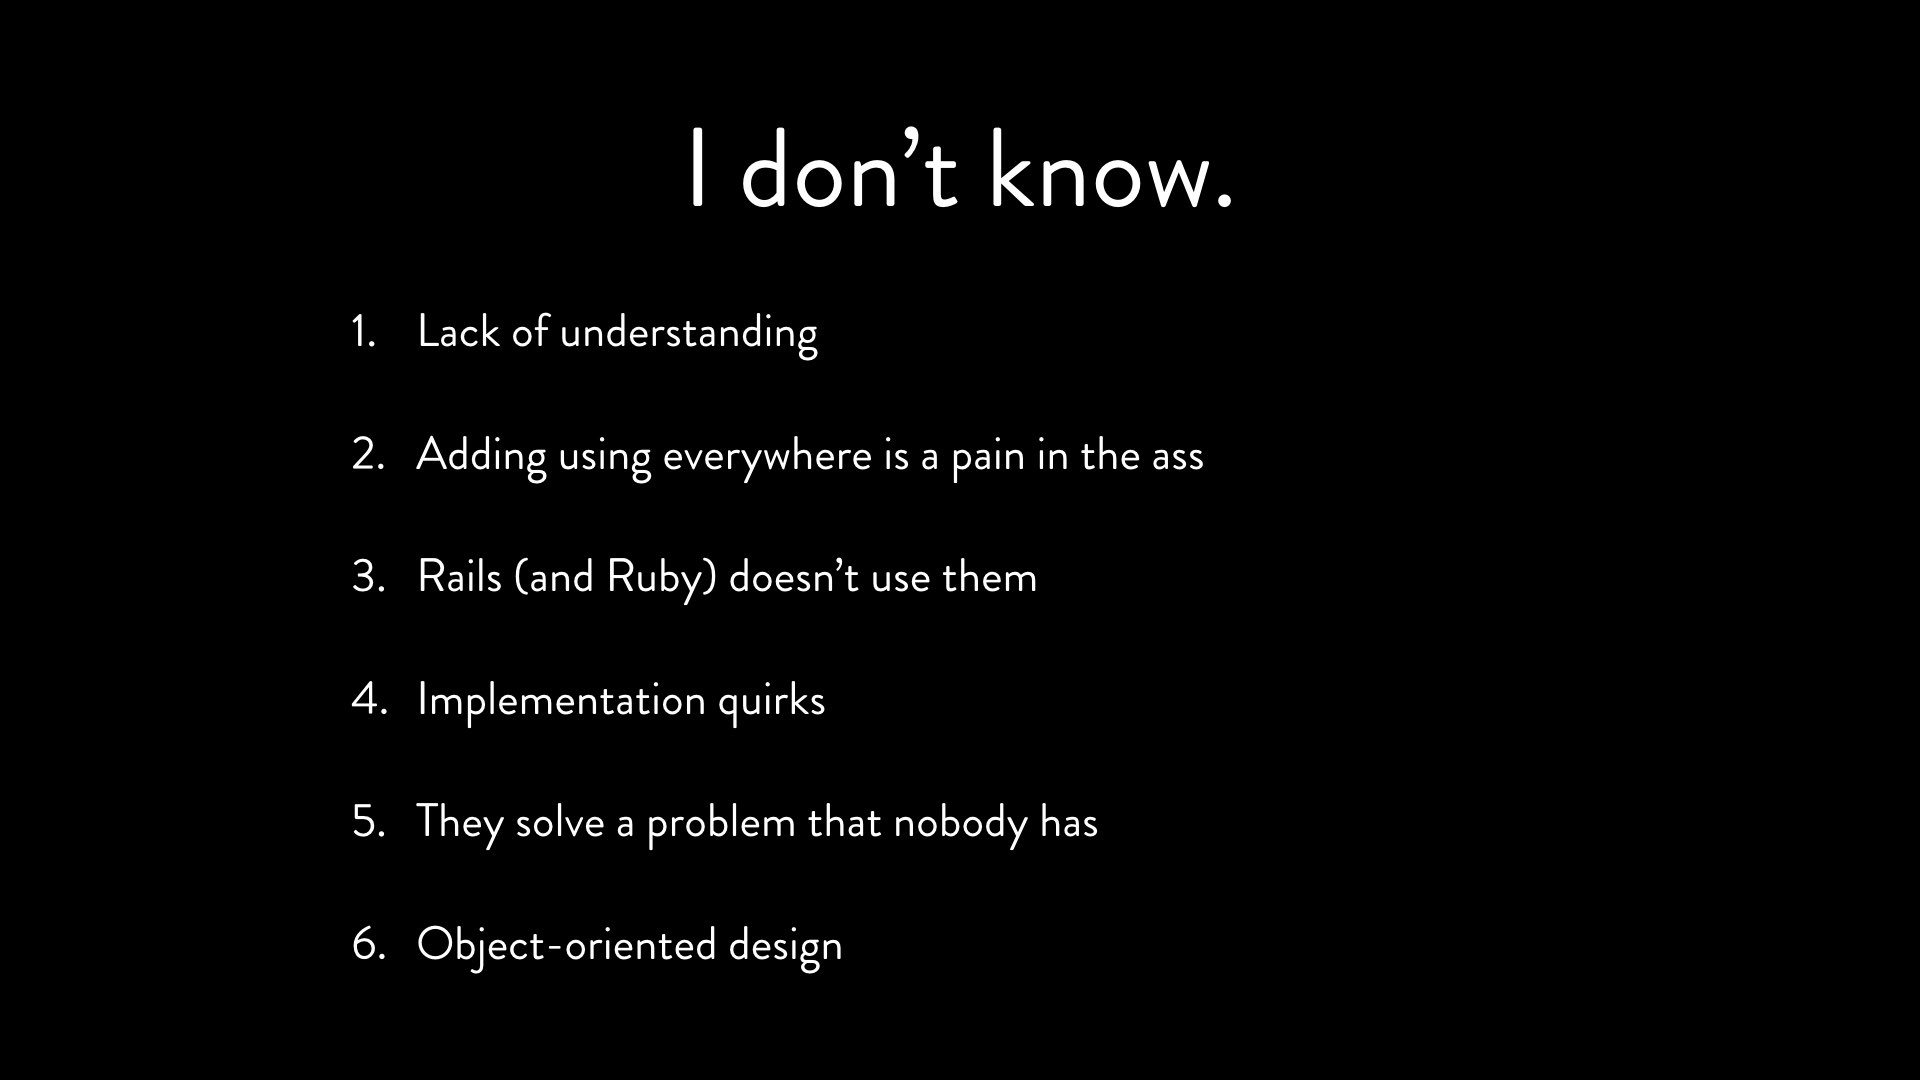 I don’t know.
1. Lack of understanding
2. Adding using everywhere is a pain in the ass
3. Rails (and Ruby) doesn’t use them
4. Implementation quirks
5. They solve a problem that nobody has
6. Object-oriented design